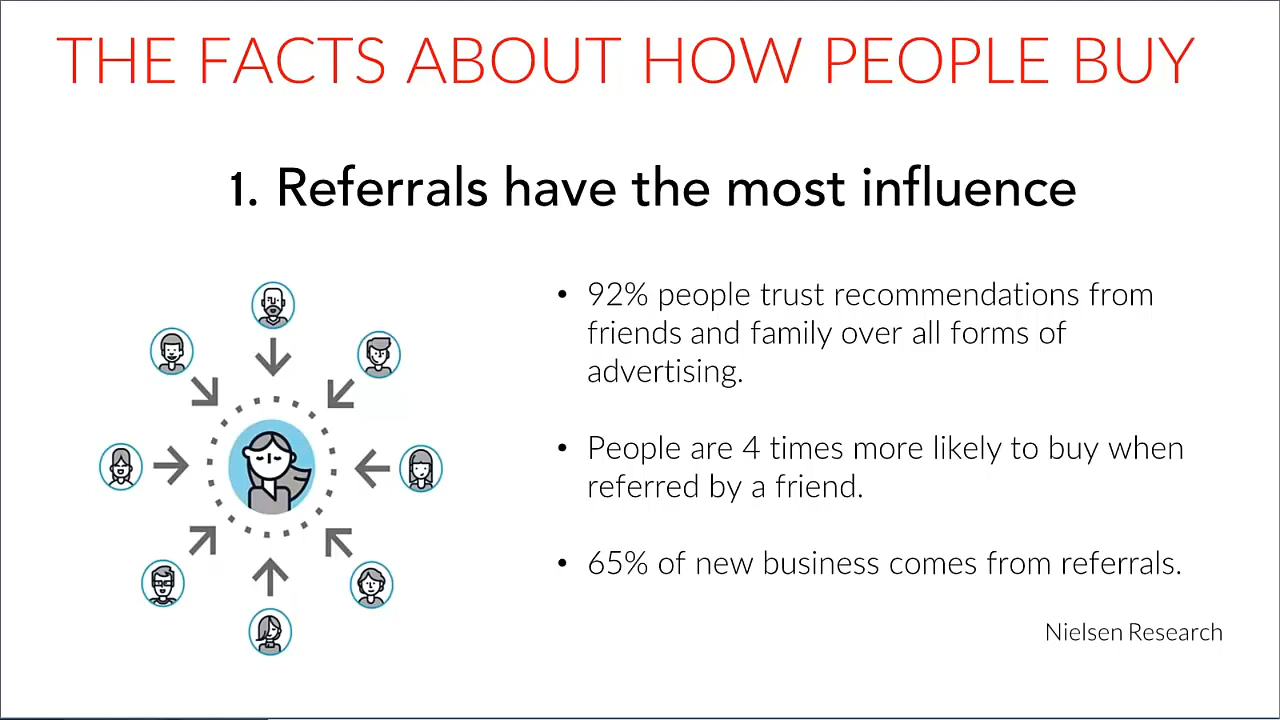 THE FACTS ABOUT HOW PEOPLE BUY
1. Referrals have the most influence
• 92% people trust recommendations from
friends and family over all forms of
advertising.
• People are 4 times more likely to buy when
referred by a friend.
• 65% of new business comes from referrals.
Nielsen Research